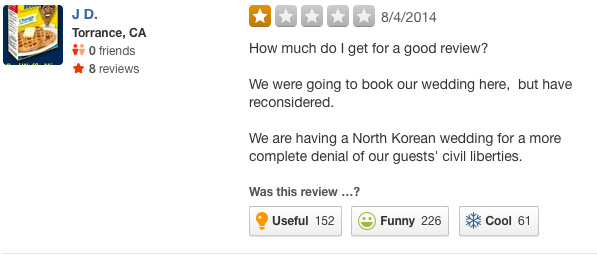 J D.
Torrance, CA
0 friends
8 reviews
8/4/2014
How much do I get for a good review?
We were going to book our wedding here,  but have
reconsidered.
We are having a North Korean wedding for a more
complete denial of our guests' civil liberties.
Was this review …?
Useful 152
Funny 226
Cool 61